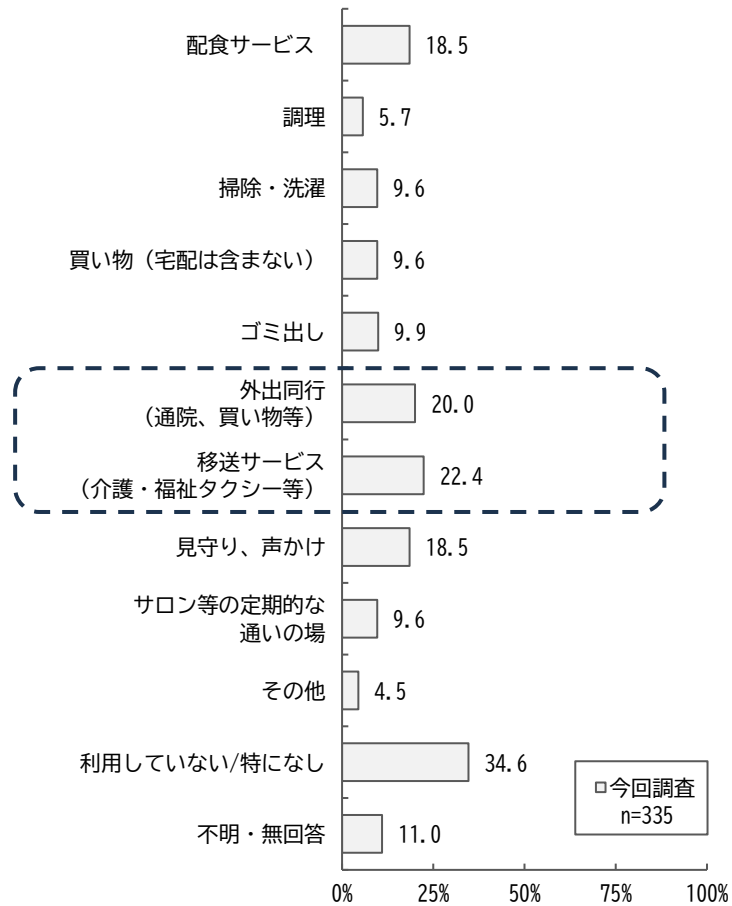 配食サービス 18.5
調理 5.7
掃除・洗濯 9.6
買い物（宅配は含まない） 9.6
ゴミ出し 9.9
外出同行
（通院、買い物等） 20.0
移送サービス
（介護・福祉タクシー等） 22.4
見守り、声かけ 18.5
サロン等の定期的な
通いの場 9.6
その他 4.5
利用していない/特になし 34.6
不明・無回答 11.0
今回調査
n=335
0% 25% 50% 75% 100%